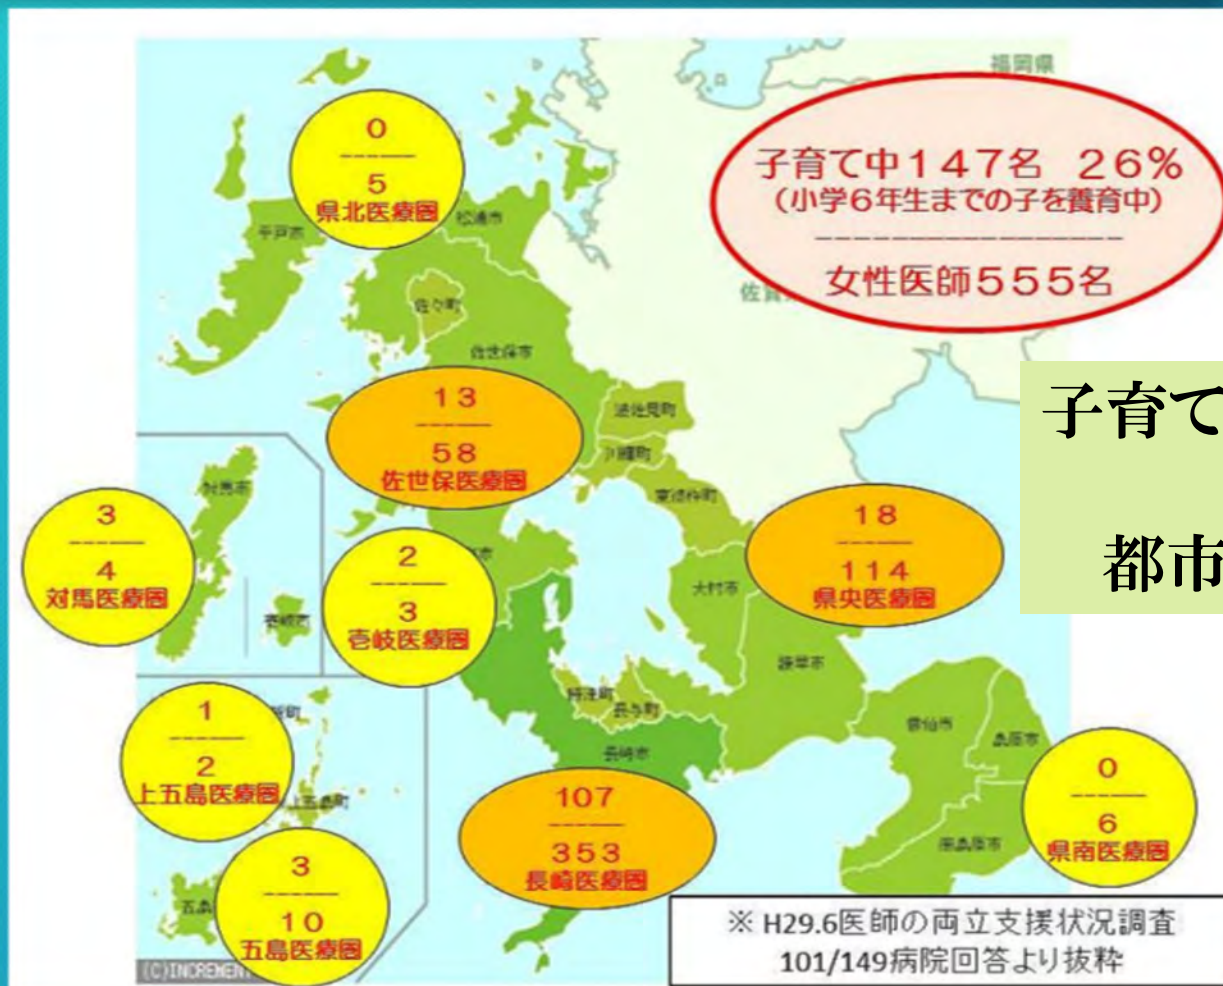 福岡県
子育て中147名 26%
(小学6年生までの子を養育中)
女性医師555名
0
5
県北医療圏
平戸市
松浦市
佐々町
佐世保市
13
58
佐世保医療圏
波佐見町
川棚町
東彼杵町
子育て
都市
対馬市
3
4
対馬医療圏
壱岐市
2
3
壱岐医療圏
18
114
県央医療圏
大村市
諫早市
時津町
長与町
長崎市
雲仙市
島原市
南島原市
1
2
上五島医療圏
上五島町
107
353
長崎医療圏
0
6
県南医療圏
五島
3
10
五島医療圏
(C)INCREMENT
※ H29.6医師の両立支援状況調査
101/149病院回答より抜粋